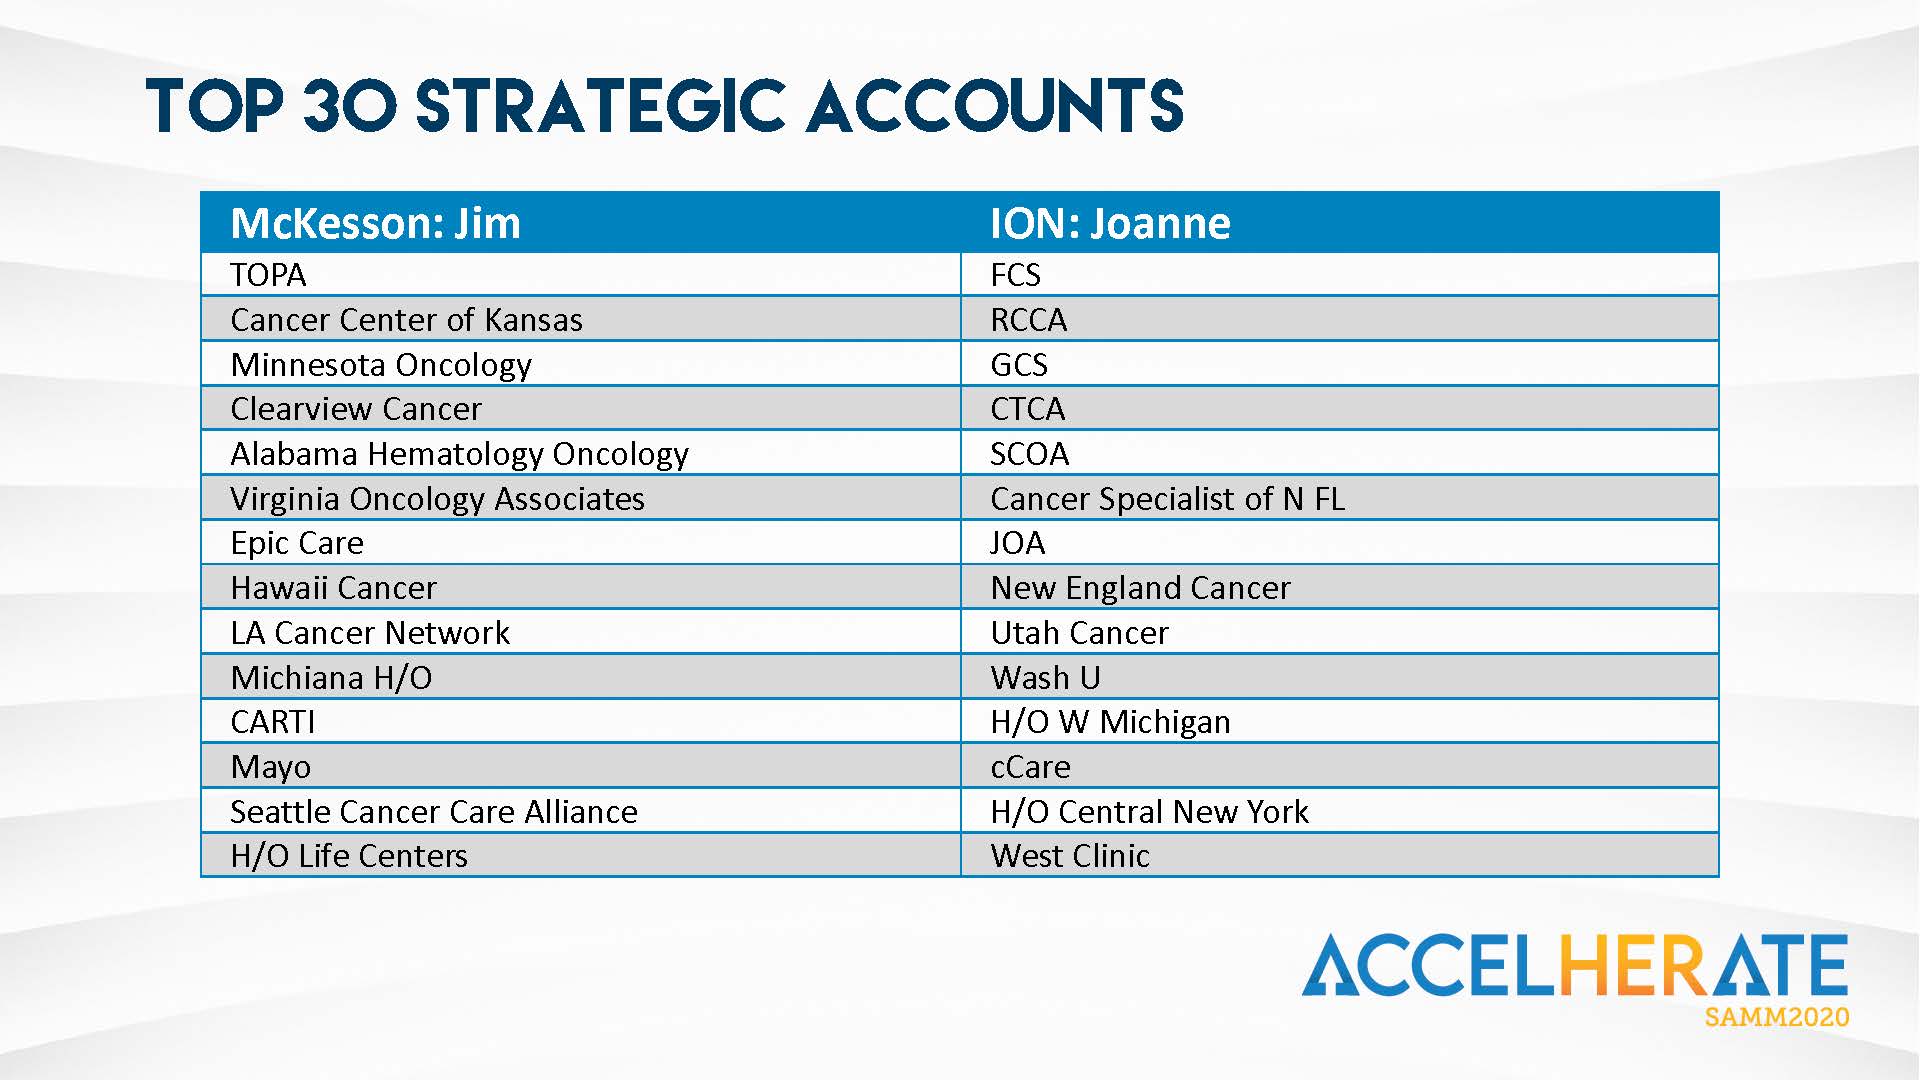 TOP 30 STRATEGIC ACCOUNTS
McKesson: Jim ION: Joanne
TOPA FCS
Cancer Center of Kansas RCCA
Minnesota Oncology GCS
Clearview Cancer CTCA
Alabama Hematology Oncology SCOA
Virginia Oncology Associates Cancer Specialist of N FL
Epic Care JOA
Hawaii Cancer New England Cancer
LA Cancer Network Utah Cancer
Michiana H/O Wash U
CARTI H/O W Michigan
Mayo cCare
Seattle Cancer Care Alliance H/O Central New York
H/O Life Centers West Clinic
ACCELHERATE
SAMM2020